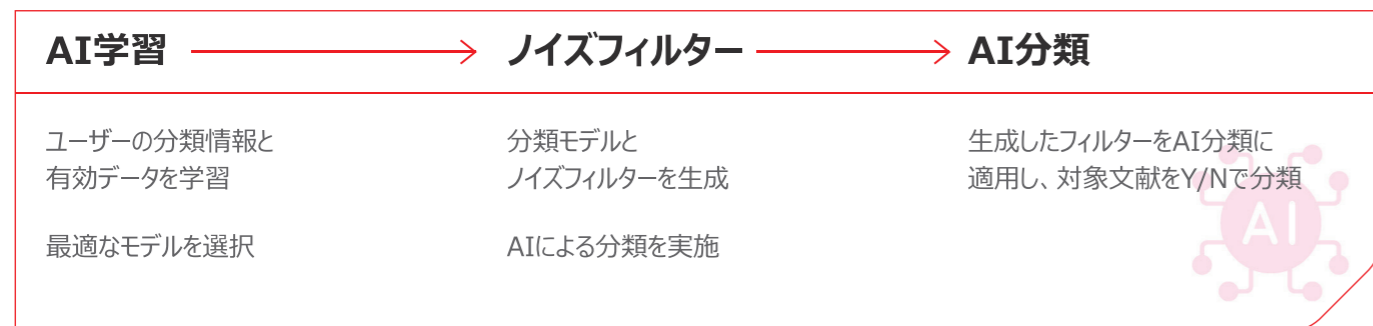 AI学習
ノイズフィルター
AI分類
ユーザーの分類情報と
有効データを学習
最適なモデルを選択
分類モデルと
ノイズフィルターを生成
AIによる分類を実施
生成したフィルターをAI分類に
適用し、対象文献をY/Nで分類
AI